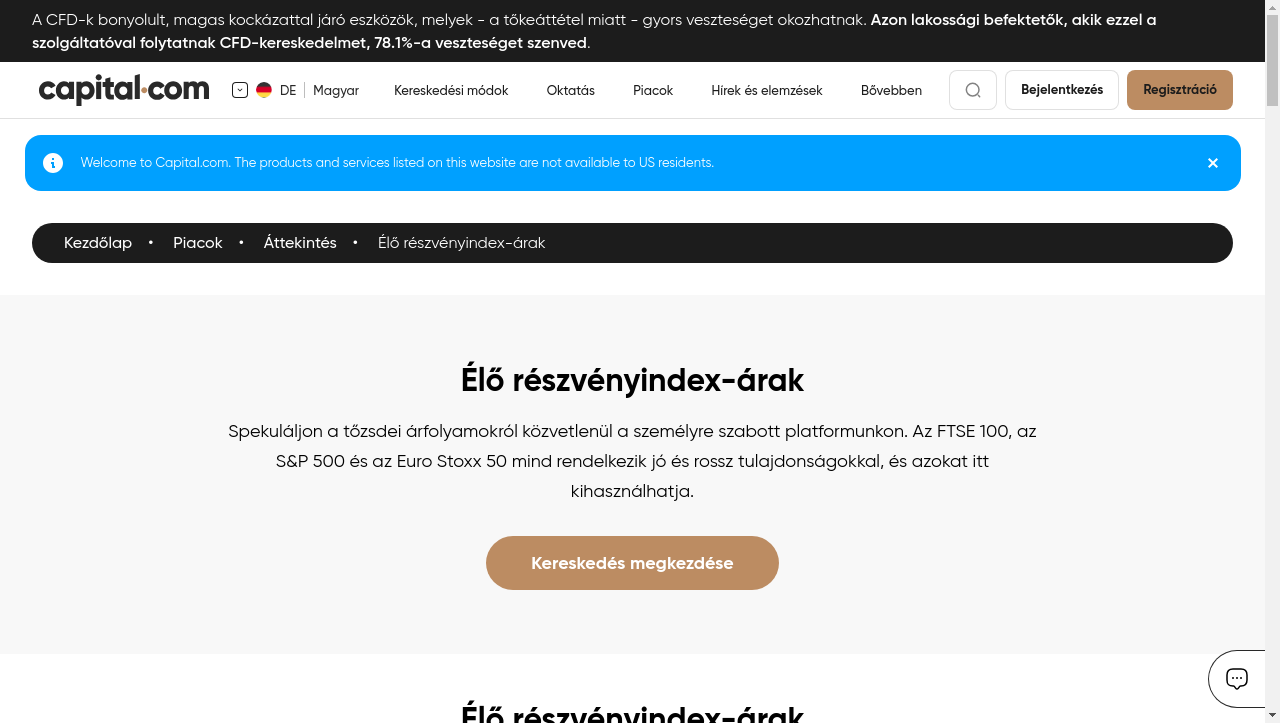 A CFD-k bonyolult, magas kockázattal járó eszközök, melyek - a tőkeáttétel miatt - gyors veszteséget okozhatnak. Azon lakossági befektetők, akik ezzel a
szolgáltatóval folytatnak CFD-kereskedelmet, 78.1%-a veszteséget szenved.
capital.com
DE
Magyar
Kereskedési módok
Oktatás
Piacok
Hírek és elemzések
Bővebben
Bejelentkezés
Regisztráció
Welcome to Capital.com. The products and services listed on this website are not available to US residents.
Kezdőlap • Piacok • Áttekintés • Élő részvényindex-árak
Élő részvényindex-árak
Spekuláljon a tőzsdei árfolyamokról közvetlenül a személyre szabott platformunkon. Az FTSE 100, az
S&P 500 és az Euro Stoxx 50 mind rendelkezik jó és rossz tulajdonságokkal, és azokat itt
kihasználhatja.
Kereskedés megkezdése
Élő részvényindex-árak